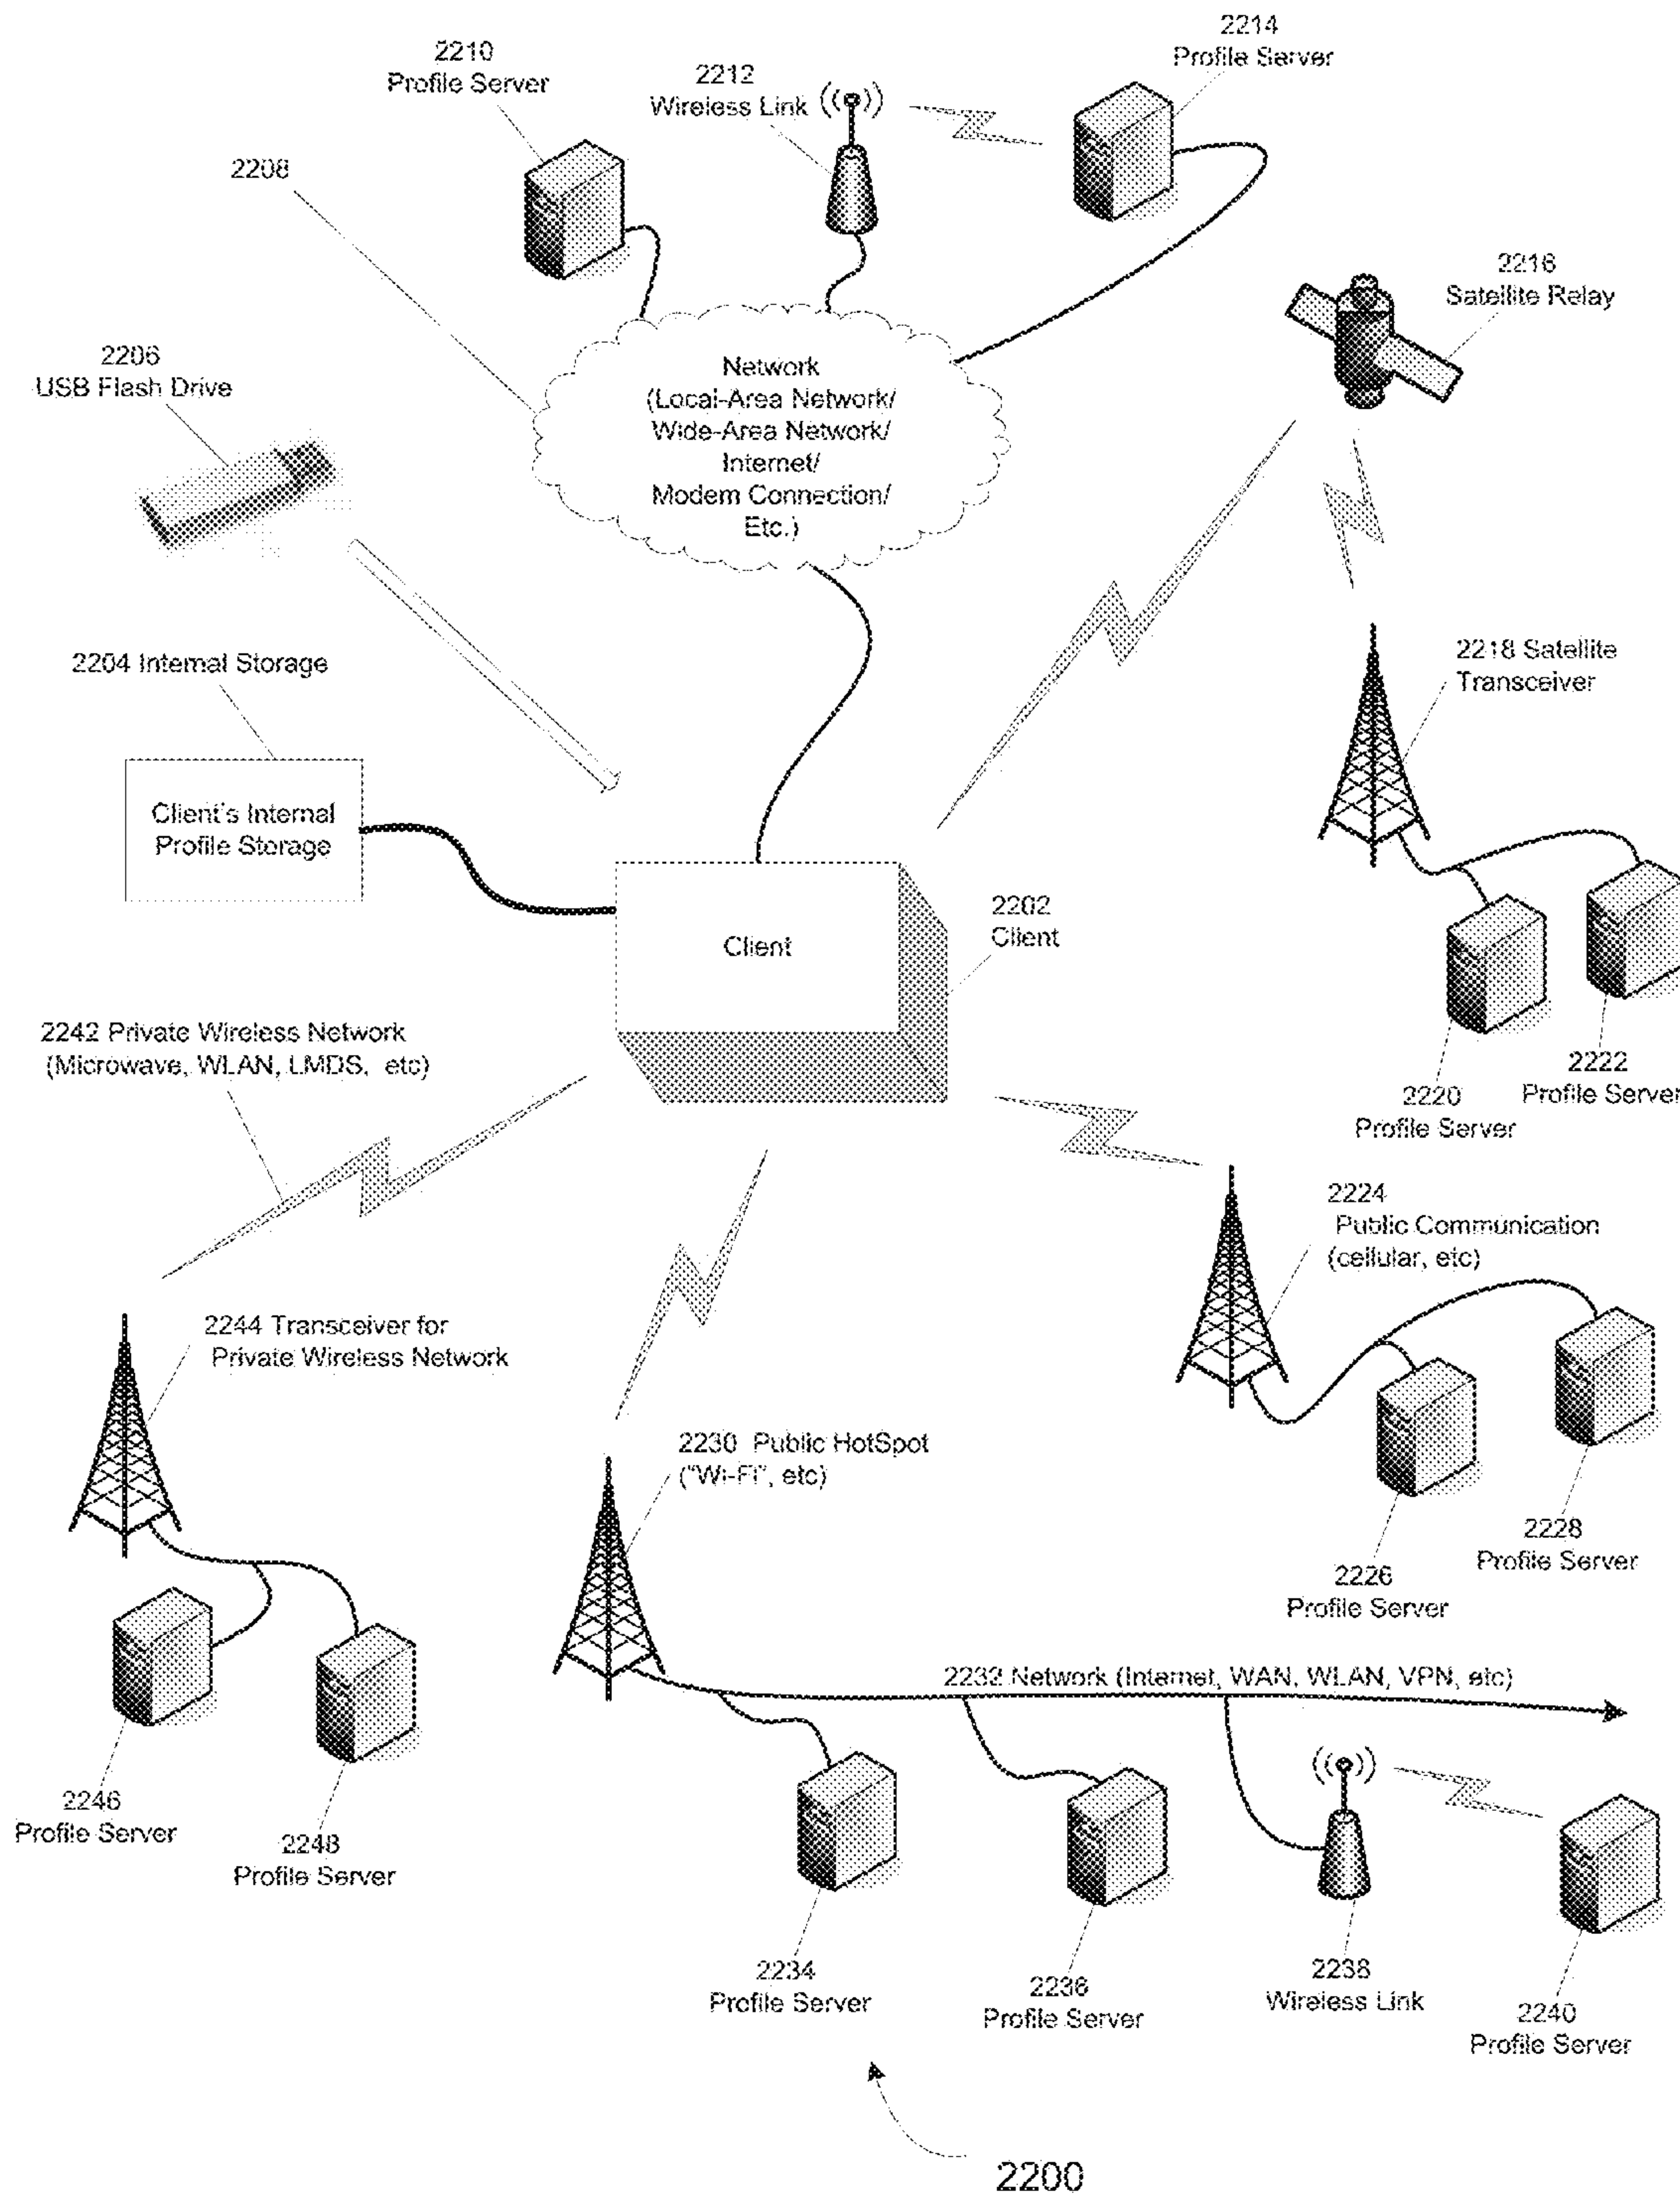 2210
Profile Server
2212
Wireless Link
2214
Profile Server
2208
2216
Satellite Relay
2206
USB Flash Drive
Network
(Local-Area Network/
Wide-Area Network/
Internet/
Modem Connection/
Etc.)
2204 Internal Storage
2218 Satellite
Transceiver
Client's Internal
Profile Storage
Client
2202
Client
2242 Private Wireless Network
(Microwave, WLAN, LMDS, etc)
2222
Profile Server
2220
Profile Server
2224
Public Communication
(cellular, etc)
2244 Transceiver for
Private Wireless Network
2230 Public HotSpot
("Wi-Fi", etc)
2228
Profile Server
2226
Profile Server
2232 Network (Internet, WAN, WLAN, VPN, etc)
2246
Profile Server
2248
Profile Server
2234
Profile Server
2236
Profile Server
2238
Wireless Link
2240
Profile Server
2200